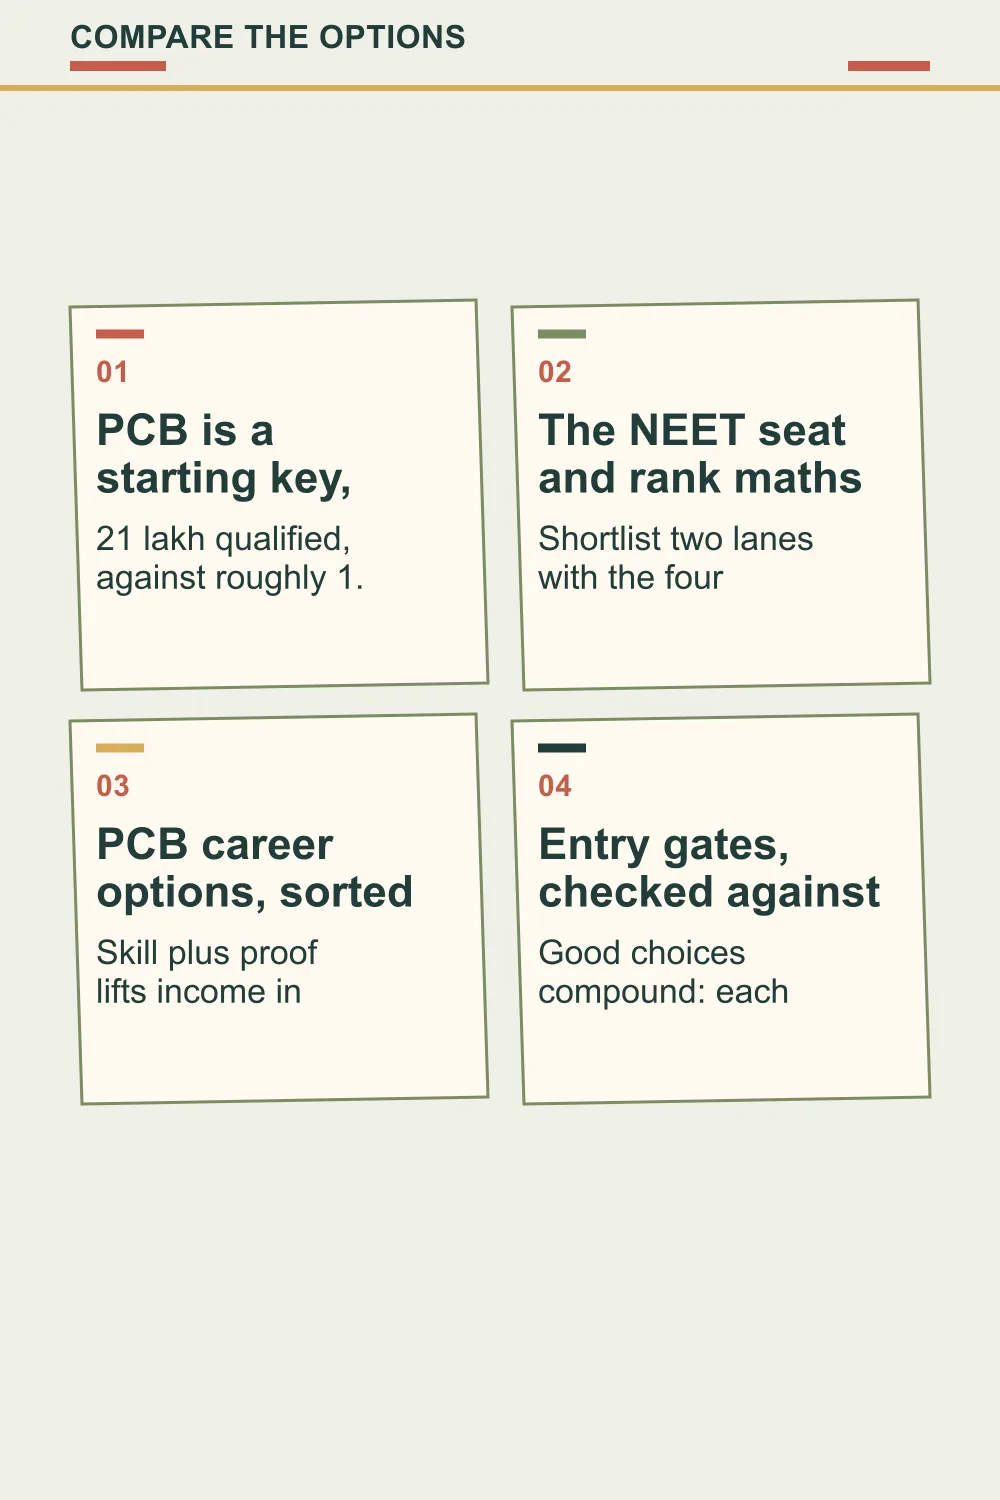 COMPARE THE OPTIONS
01
PCB is a
starting key,
21 lakh qualified,
against roughly 1.
02
The NEET seat
and rank maths
Shortlist two lanes
with the four
03
PCB career
options, sorted
Skill plus proof
lifts income in
04
Entry gates,
checked against
Good choices
compound: each